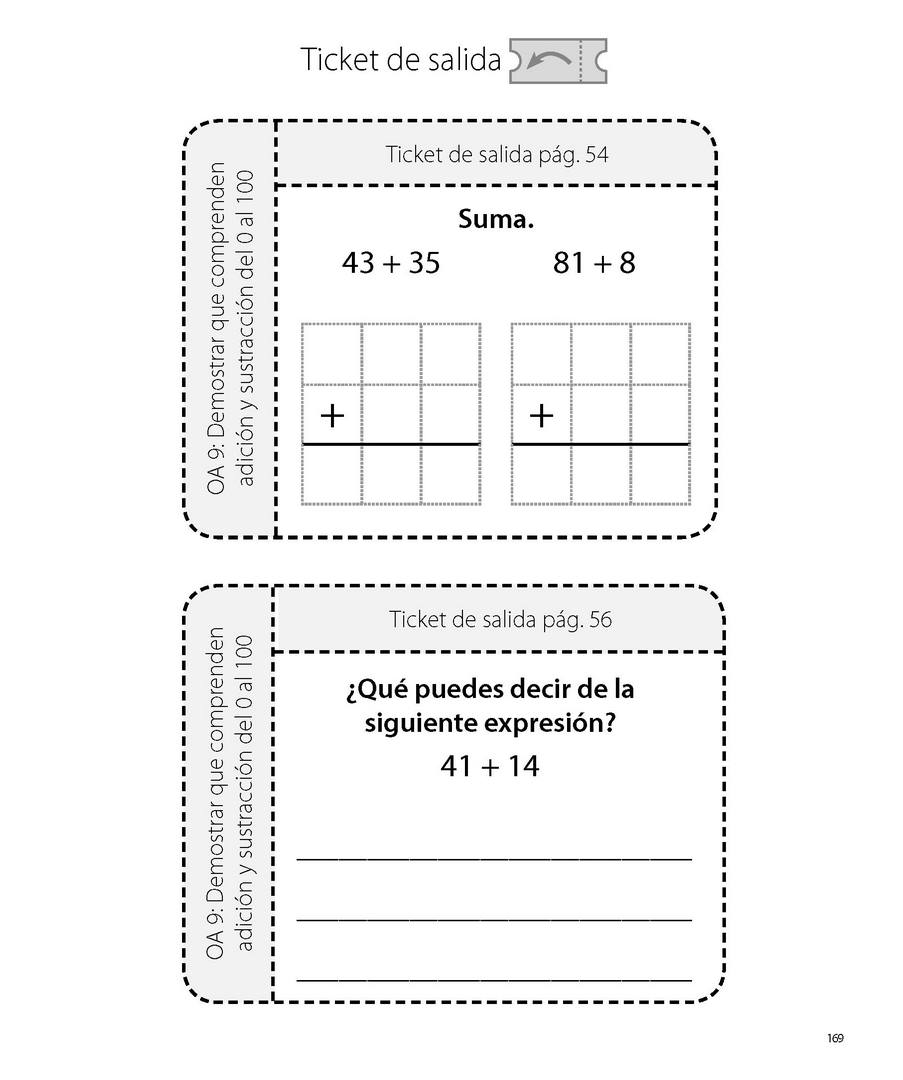 Ticket de salida
Ticket de salida pág. 54
OA 9: Demostrar que comprenden
adición y sustracción del 0 al 100
Suma.
43 + 35 81 + 8
+ +
Ticket de salida pág. 56
OA 9: Demostrar que comprenden
adición y sustracción del 0 al 100
¿Qué puedes decir de la
siguiente expresión?
41 + 14
169